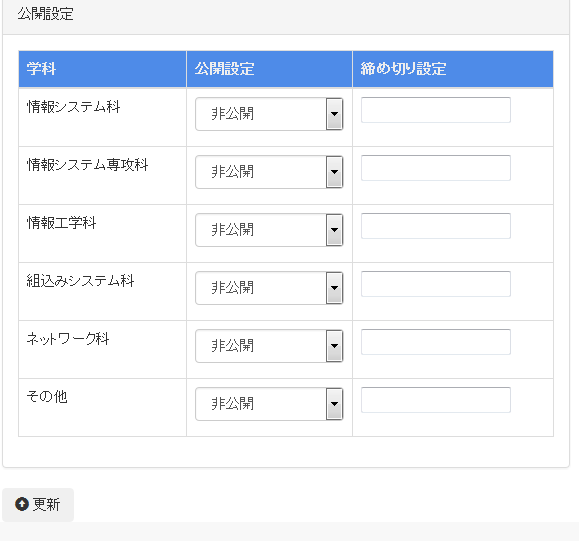 公開設定
学科 公開設定 締め切り設定
情報システム科 非公開
情報システム専攻科 非公開
情報工学科 非公開
組込みシステム科 非公開
ネットワーク科 非公開
その他 非公開
更新